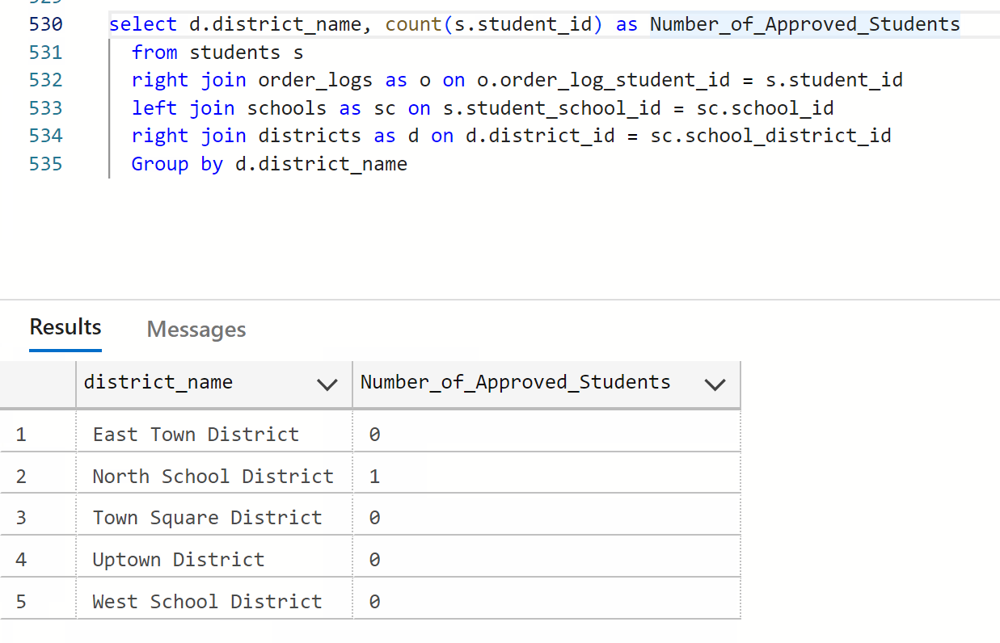 529
530 select d.district_name, count(s.student_id) as Number_of_Approved_Students
531 from students s
532 right join order_logs as o on o.order_log_student_id = s.student_id
533 left join schools as sc on s.student_school_id = sc.school_id
534 right join districts as d on d.district_id = sc.school_district_id
535 Group by d.district_name
Results Messages
district_name Number_of_Approved_Students
1 East Town District 0
2 North School District 1
3 Town Square District 0
4 Uptown District 0
5 West School District 0